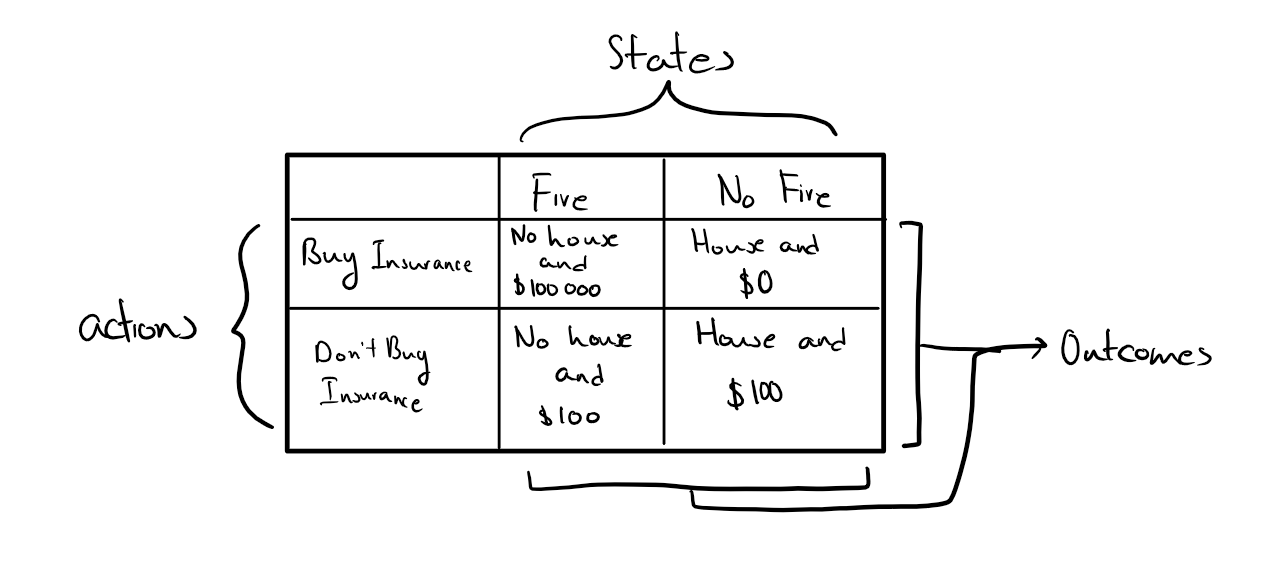 States
Fire
No Fire
Buy Insurance
No house
and
$100 000
House and
$0
actions
Don't Buy
Insurance
No house
and
$100
House and
$100
Outcomes